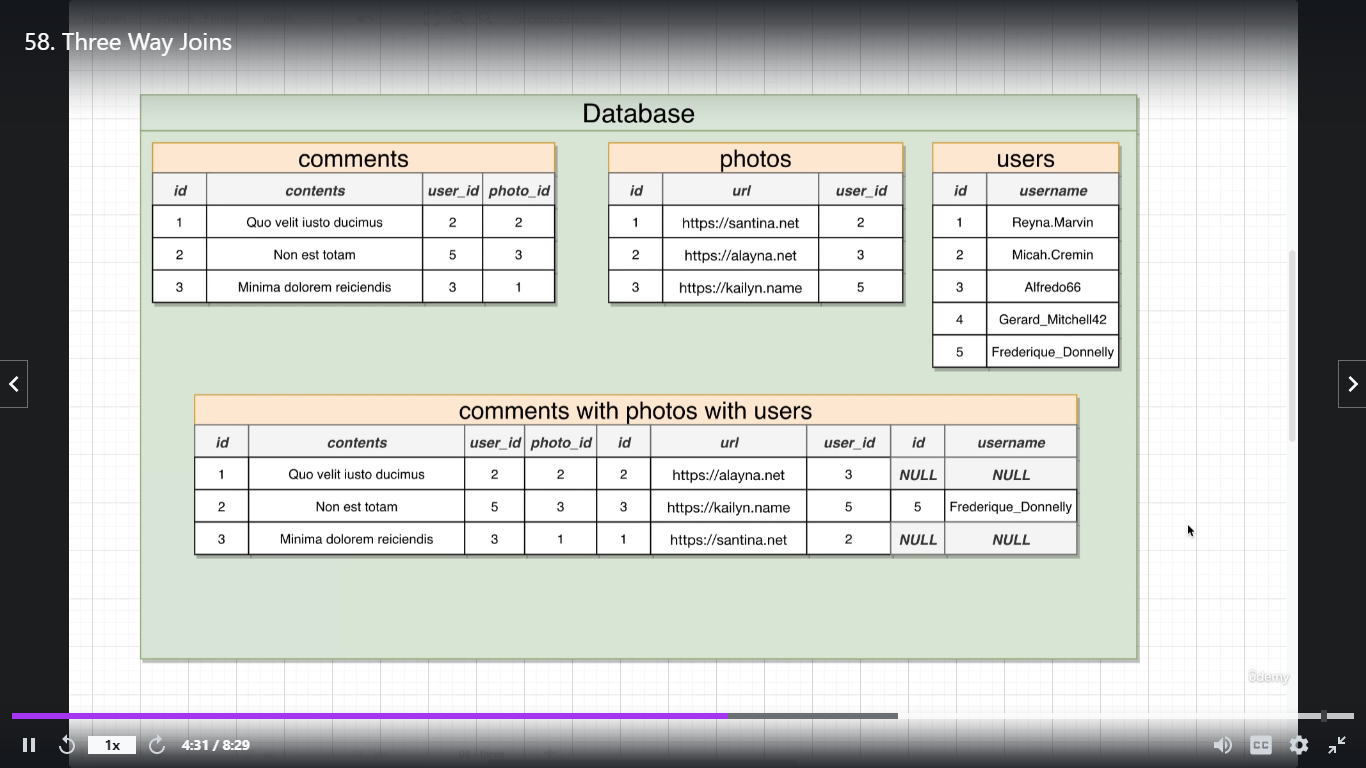 58. Three Way Joins
Database
comments
id contents user_id photo_id
1 Quo velit iusto ducimus 2 2
2 Non est totam 5 3
3 Minima dolorem reiciendis 3 1
photos
id url user_id
1 https://santina.net 2
2 https://alayna.net 3
3 https://kailyn.name 5
users
id username
1 Reyna.Marvin
2 Micah.Cremin
3 Alfredo66
4 Gerard_Mitchell42
5 Frederique_Donnelly
comments with photos with users
id contents user_id photo_id id url user_id id username
1 Quo velit iusto ducimus 2 2 2 https://alayna.net 3 NULL NULL
2 Non est totam 5 3 3 https://kailyn.name 5 5 Frederique_Donnelly
3 Minima dolorem reiciendis 3 1 1 https://santina.net 2 NULL NULL
ûdemy
1x 4:31 / 8:29 CC